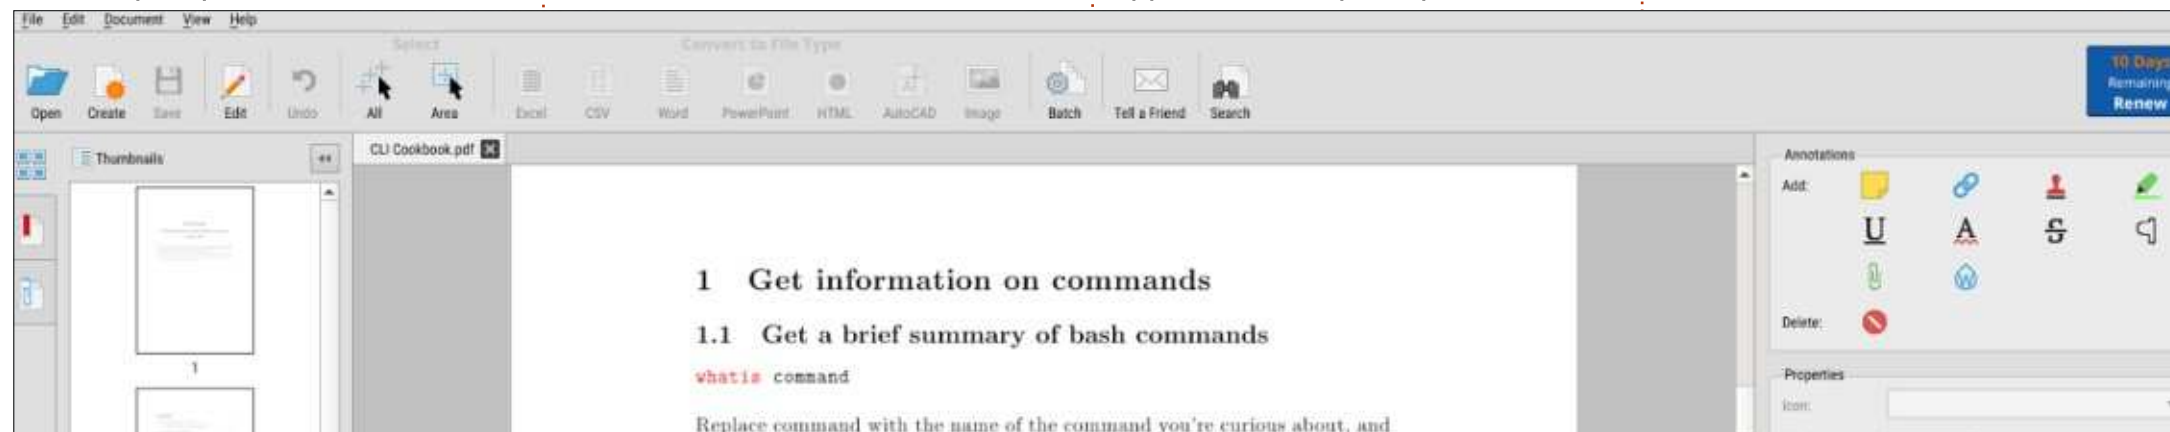 File Edit Document View Help
Select Convert to File Type
10 Days
Remaining
Renew
Open Create Save Edit Undo All Area Excel CSV Word PowerPoint HTML AutoCAD Image Batch Tell a Friend Search
Thumbnails
CLI Cookbook.pdf
Annotations
Add:
1 Get information on commands
1.1 Get a brief summary of bash commands
Delete:
1
whatis command
Properties
Icon:
Replace command with the name of the command you're curious about, and